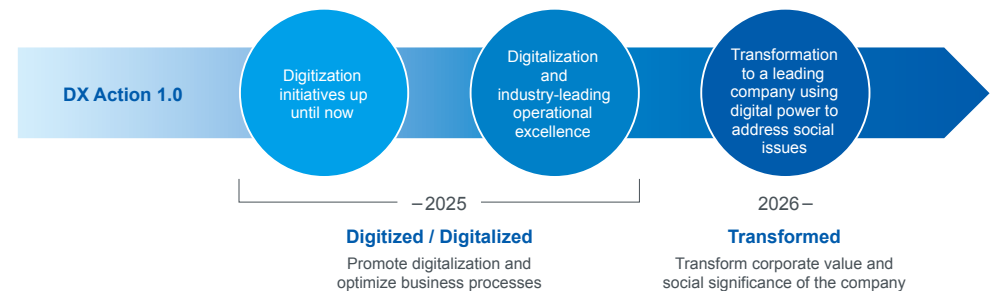 DX Action 1.0
Digitization
initiatives up
until now
Digitalization
and
industry-leading
operational
excellence
Transformation
to a leading
company using
digital power to
address social
issues
–2025
Digitized / Digitalized
Promote digitalization and
optimize business processes
2026–
Transformed
Transform corporate value and
social significance of the company